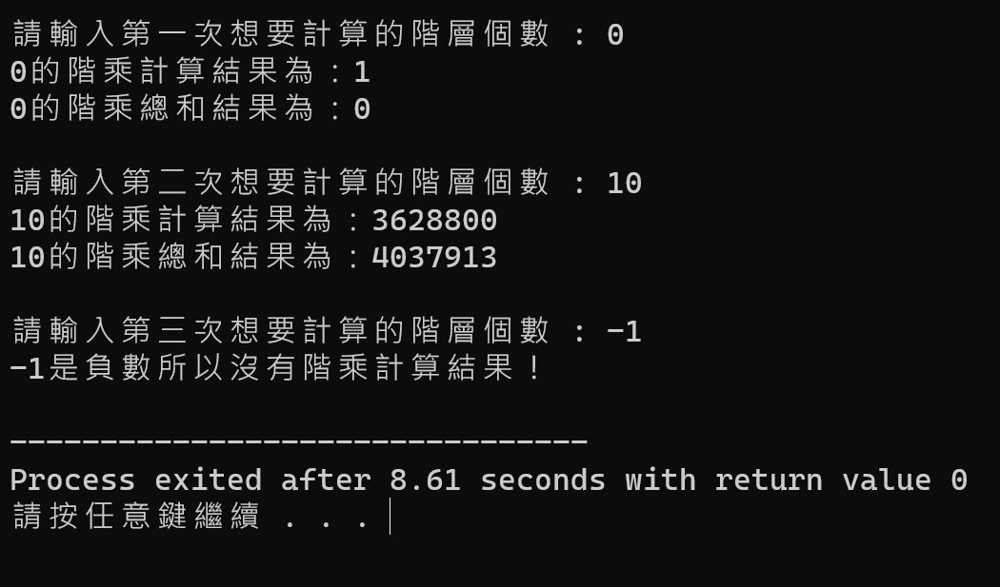 請輸入第一次想要計算的階層個數 : 0
0的階乘計算結果為：1
0的階乘總和結果為：0
請輸入第二次想要計算的階層個數 : 10
10的階乘計算結果為：3628800
10的階乘總和結果為：4037913
請輸入第三次想要計算的階層個數 : -1
-1是負數所以沒有階乘計算結果！
--------------------------------
Process exited after 8.61 seconds with return value 0
請按任意鍵繼續 . . .